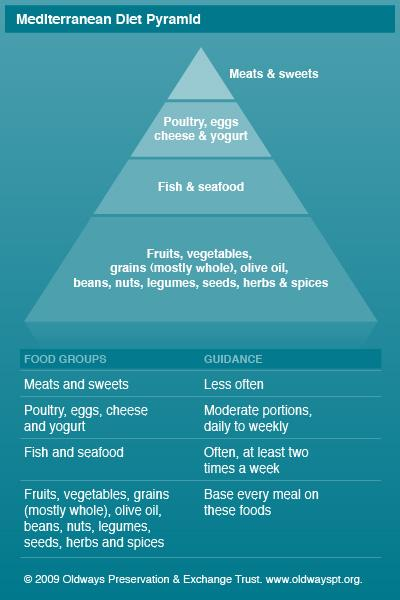 Mediterranean Diet Pyramid
Meats & sweets
Poultry, eggs
cheese & yogurt
Fish & seafood
Fruits, vegetables,
grains (mostly whole), olive oil,
beans, nuts, legumes, seeds, herbs & spices
FOOD GROUPS GUIDANCE
Meats and sweets Less often
Poultry, eggs, cheese Moderate portions,
and yogurt daily to weekly
Fish and seafood Often, at least two
times a week
Fruits, vegetables, grains Base every meal on
(mostly whole), olive oil, these foods
beans, nuts, legumes,
seeds, herbs and spices
© 2009 Oldways Preservation & Exchange Trust. www.oldwayspt.org.